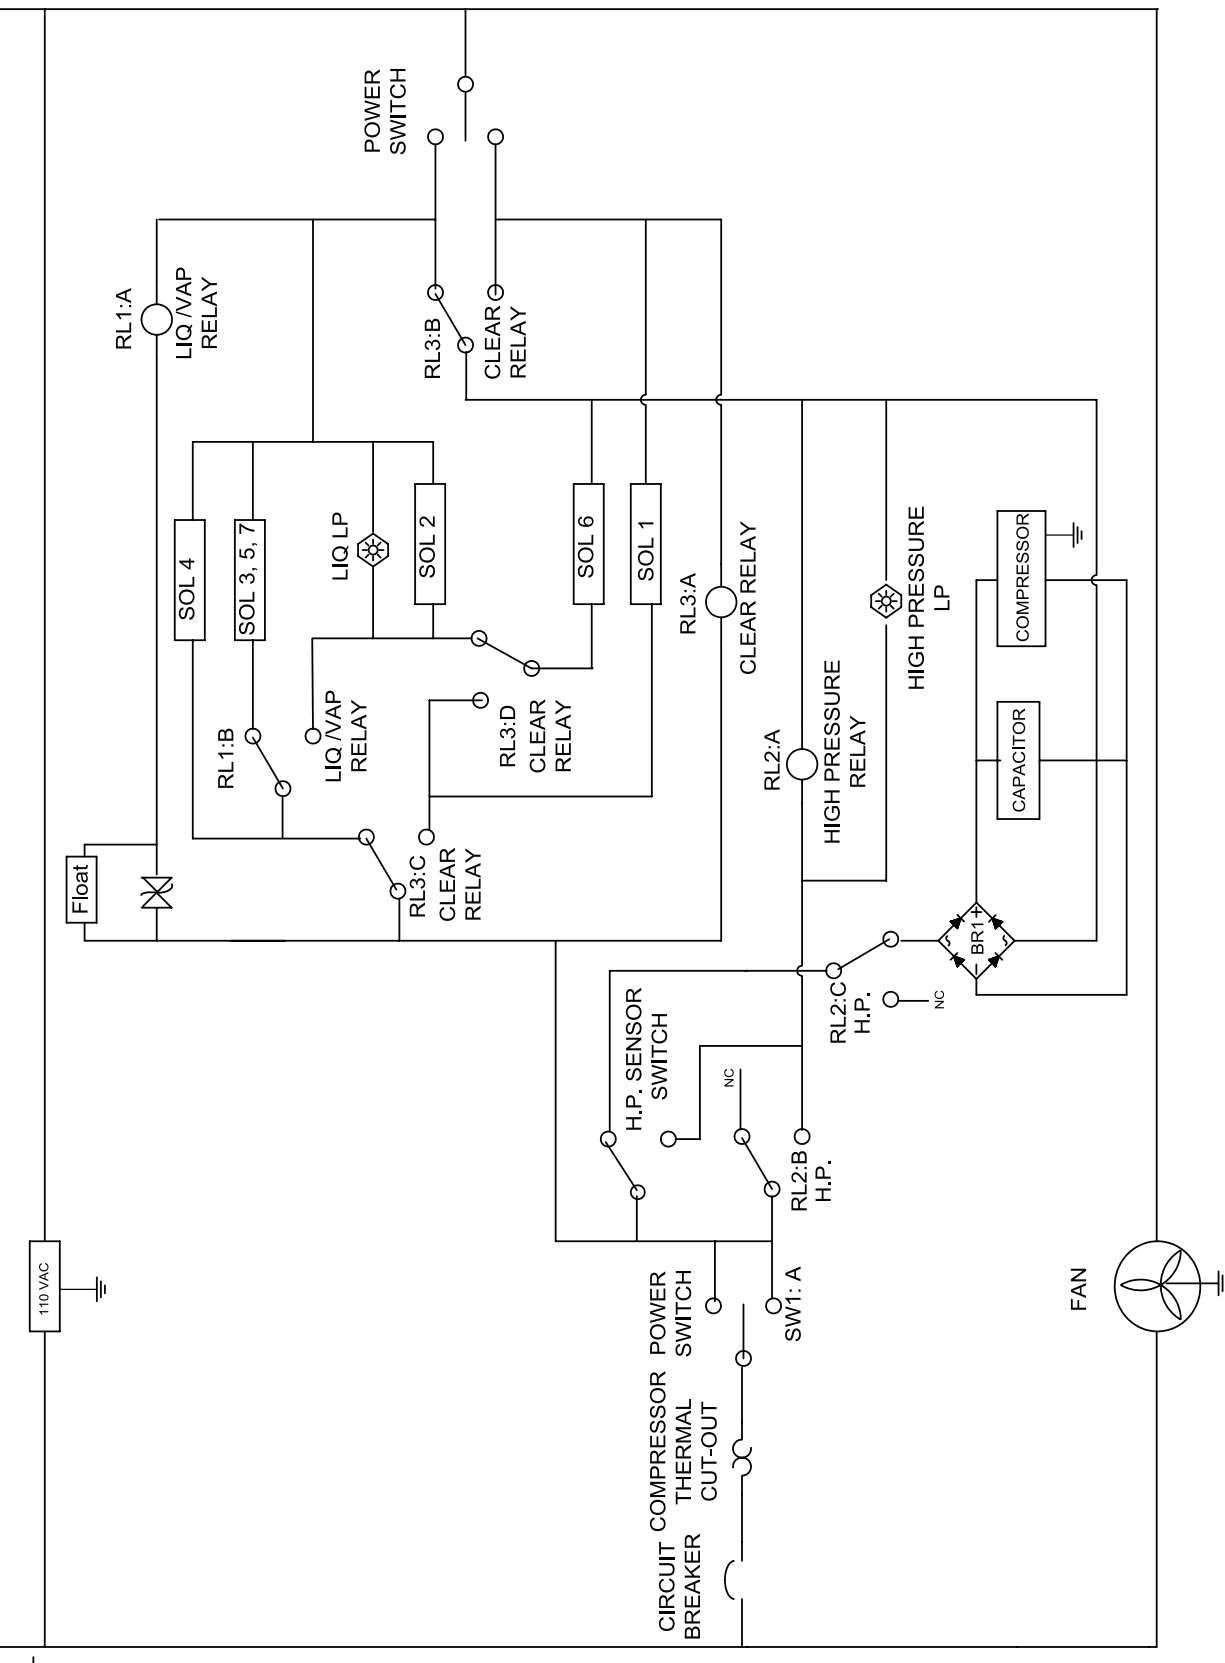 110 VAC
Float
RL1:A
LIQ /VAP
RELAY
SOL 4
SOL 3, 5, 7
LIQ LP
SOL 2
SOL 6
SOL 1
RL1:B
LIQ /VAP
RELAY
RL3:C
CLEAR
RELAY
RL3:D
CLEAR
RELAY
POWER
SWITCH
RL3:B
CLEAR
RELAY
RL3:A
CLEAR RELAY
RL2:A
HIGH PRESSURE
RELAY
HIGH PRESSURE
LP
COMPRESSOR
CAPACITOR
BR1
RL2:C
H.P.
NC
H.P. SENSOR
SWITCH
NC
RL2:B
H.P.
POWER
SWITCH
SW1: A
COMPRESSOR
THERMAL
CUT-OUT
CIRCUIT
BREAKER
FAN